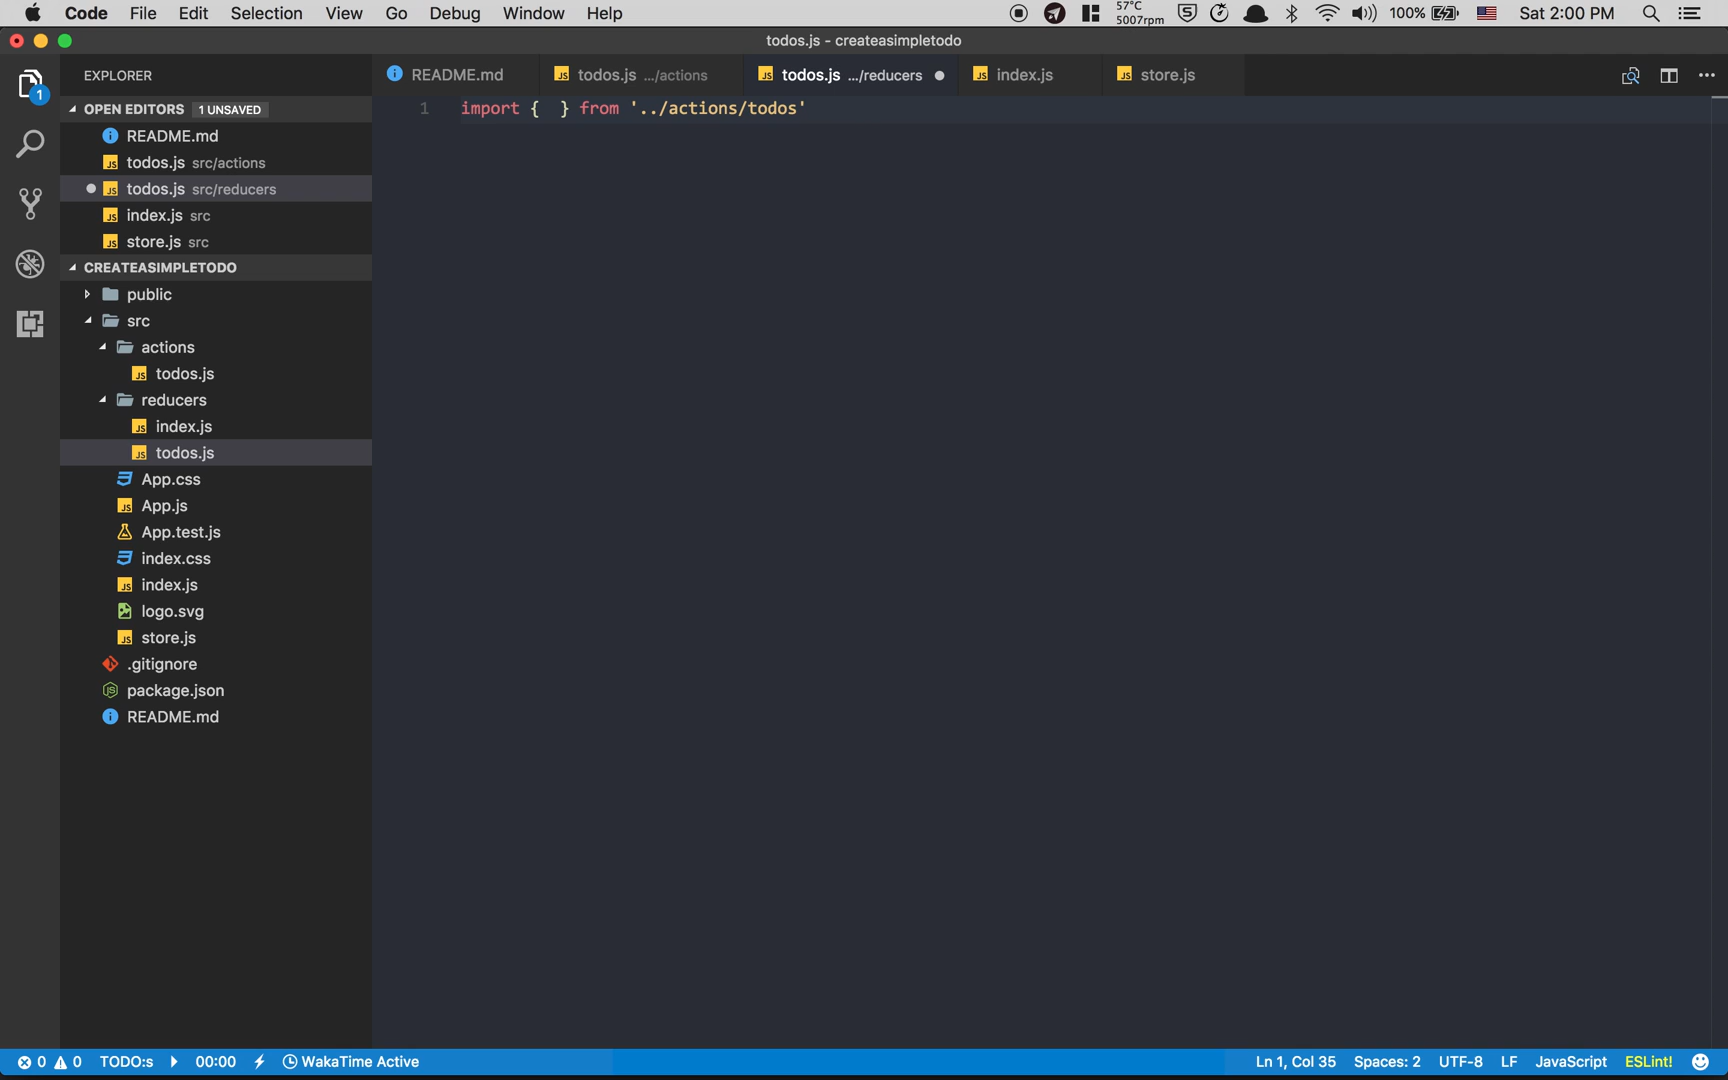 Code File Edit Selection View Go Debug Window Help 57°C 5007rpm 100% Sat 2:00 PM
todos.js - createasimpletodo
EXPLORER README.md todos.js .../actions todos.js .../reducers index.js store.js
OPEN EDITORS 1 UNSAVED
1 import {  } from '../actions/todos'
1
README.md
todos.js src/actions
todos.js src/reducers
index.js src
store.js src
CREATEASIMPLETODO
public
src
actions
todos.js
reducers
index.js
todos.js
App.css
App.js
App.test.js
index.css
index.js
logo.svg
store.js
.gitignore
package.json
README.md
0 0 TODO:s 00:00 WakaTime Active Ln 1, Col 35 Spaces: 2 UTF-8 LF JavaScript ESLint!